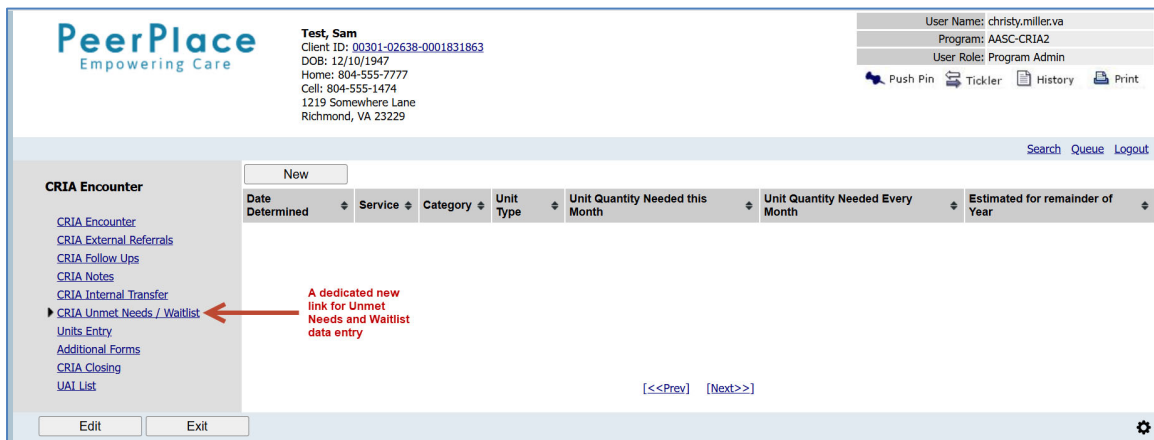 PeerPlace
Empowering Care
Test, Sam
Client ID: 00301-02638-0001831863
DOB: 12/10/1947
Home: 804-555-7777
Cell: 804-555-1474
1219 Somewhere Lane
Richmond, VA 23229
User Name: christy.miller.va
Program: AASC-CRIA2
User Role: Program Admin
Push Pin Tickler History Print
Search Queue Logout
CRIA Encounter
CRIA Encounter
CRIA External Referrals
CRIA Follow Ups
CRIA Notes
CRIA Internal Transfer
CRIA Unmet Needs / Waitlist
Units Entry
Additional Forms
CRIA Closing
UAI List
New
Date Determined
Service
Category
Unit Type
Unit Quantity Needed this Month
Unit Quantity Needed Every Month
Estimated for remainder of Year
A dedicated new
link for Unmet
Needs and Waitlist
data entry
[<<Prev] [Next>>]
Edit Exit